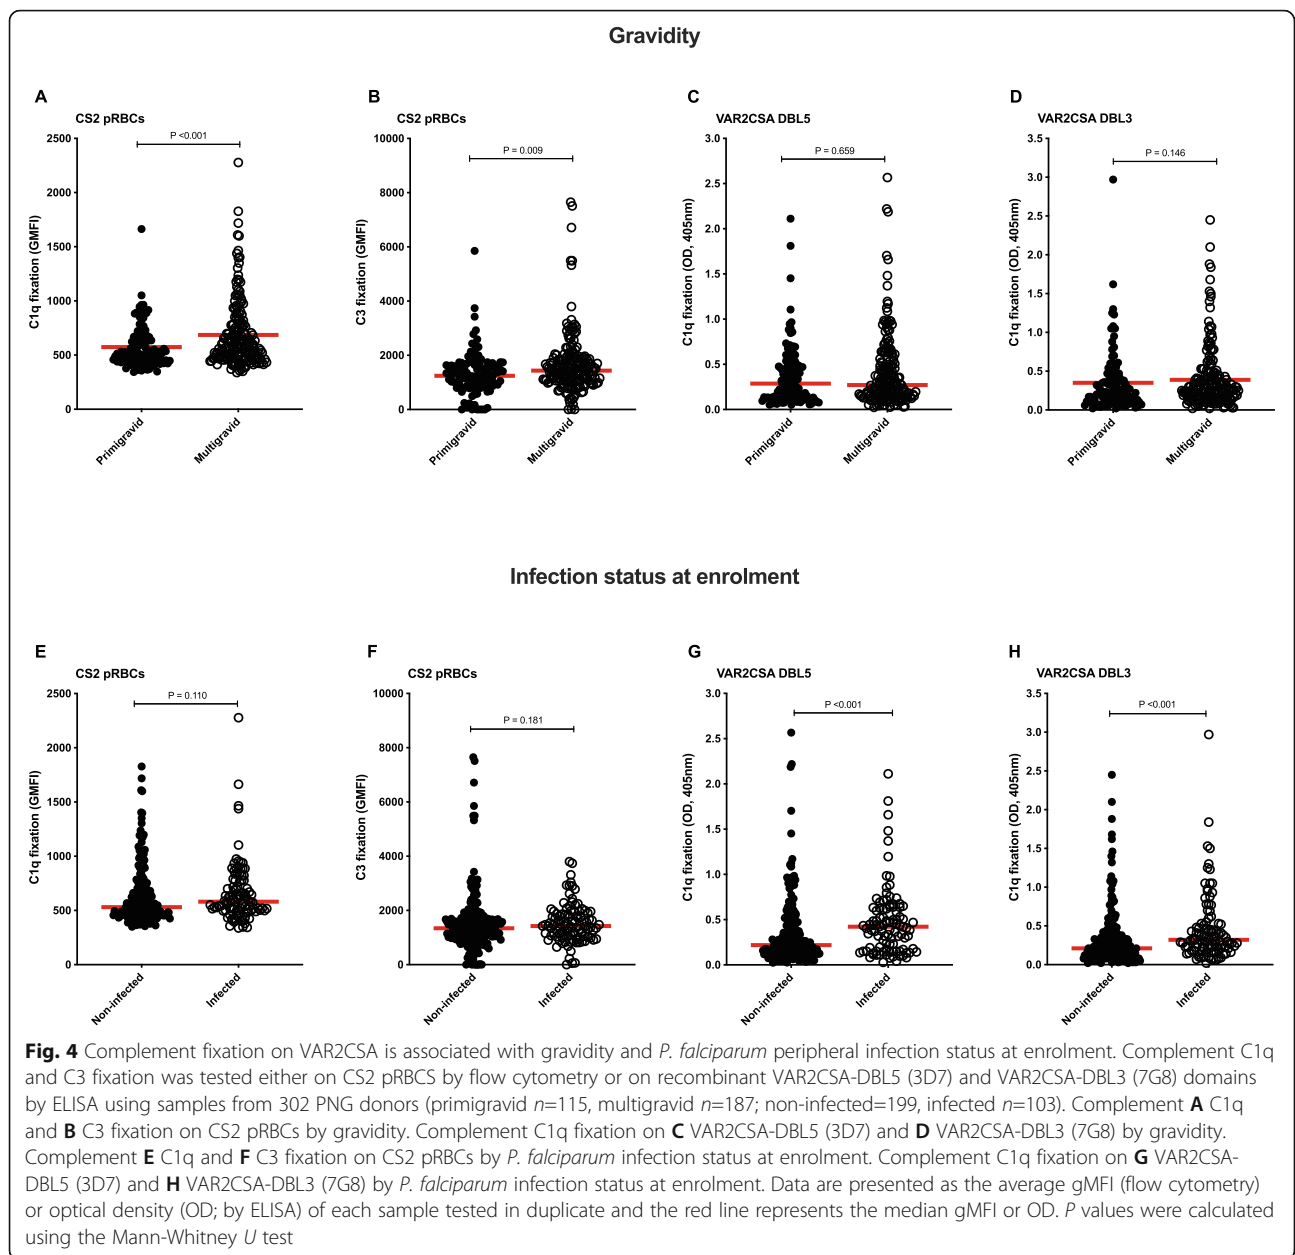 Gravidity
A
CS2 pRBCs
P <0.001
C1q fixation (GMFI)
2500
2000
1500
1000
500
0
Primigravid
Multigravid
B
CS2 pRBCs
P = 0.009
C3 fixation (GMFI)
10000
8000
6000
4000
2000
0
Primigravid
Multigravid
C
VAR2CSA DBL5
P = 0.659
C1q fixation (OD, 405nm)
3.0
2.5
2.0
1.5
1.0
0.5
0.0
Primigravid
Multigravid
D
VAR2CSA DBL3
P = 0.146
C1q fixation (OD, 405nm)
3.5
3.0
2.5
2.0
1.5
1.0
0.5
0.0
Primigravid
Multigravid
Infection status at enrolment
E
CS2 pRBCs
P = 0.110
C1q fixation (GMFI)
2500
2000
1500
1000
500
0
Non-infected
Infected
F
CS2 pRBCs
P = 0.181
C3 fixation (GMFI)
10000
8000
6000
4000
2000
0
Non-infected
Infected
G
VAR2CSA DBL5
P <0.001
C1q fixation (OD, 405nm)
3.0
2.5
2.0
1.5
1.0
0.5
0.0
Non-infected
Infected
H
VAR2CSA DBL3
P <0.001
C1q fixation (OD, 405nm)
3.5
3.0
2.5
2.0
1.5
1.0
0.5
0.0
Non-infected
Infected
Fig. 4 Complement fixation on VAR2CSA is associated with gravidity and P. falciparum peripheral infection status at enrolment. Complement C1q
and C3 fixation was tested either on CS2 pRBCS by flow cytometry or on recombinant VAR2CSA-DBL5 (3D7) and VAR2CSA-DBL3 (7G8) domains
by ELISA using samples from 302 PNG donors (primigravid n=115, multigravid n=187; non-infected=199, infected n=103). Complement A C1q
and B C3 fixation on CS2 pRBCs by gravidity. Complement C1q fixation on C VAR2CSA-DBL5 (3D7) and D VAR2CSA-DBL3 (7G8) by gravidity.
Complement E C1q and F C3 fixation on CS2 pRBCs by P. falciparum infection status at enrolment. Complement C1q fixation on G VAR2CSA-
DBL5 (3D7) and H VAR2CSA-DBL3 (7G8) by P. falciparum infection status at enrolment. Data are presented as the average gMFI (flow cytometry)
or optical density (OD; by ELISA) of each sample tested in duplicate and the red line represents the median gMFI or OD. P values were calculated
using the Mann-Whitney U test